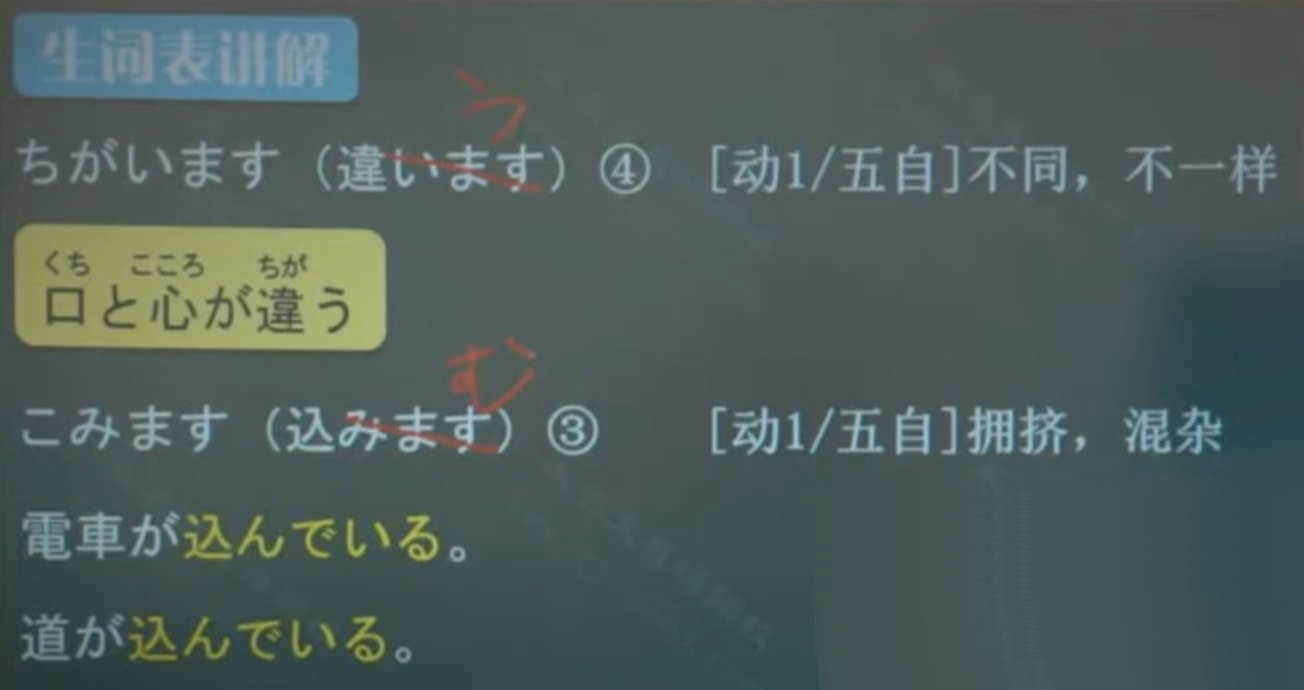 生词表讲解
う
ちがいます（違います）④ [动1/五自]不同，不一样
くち こころ ちが
口と心が違う
む
こみます（込みます）③ [动1/五自]拥挤，混杂
電車が込んでいる。
道が込んでいる。